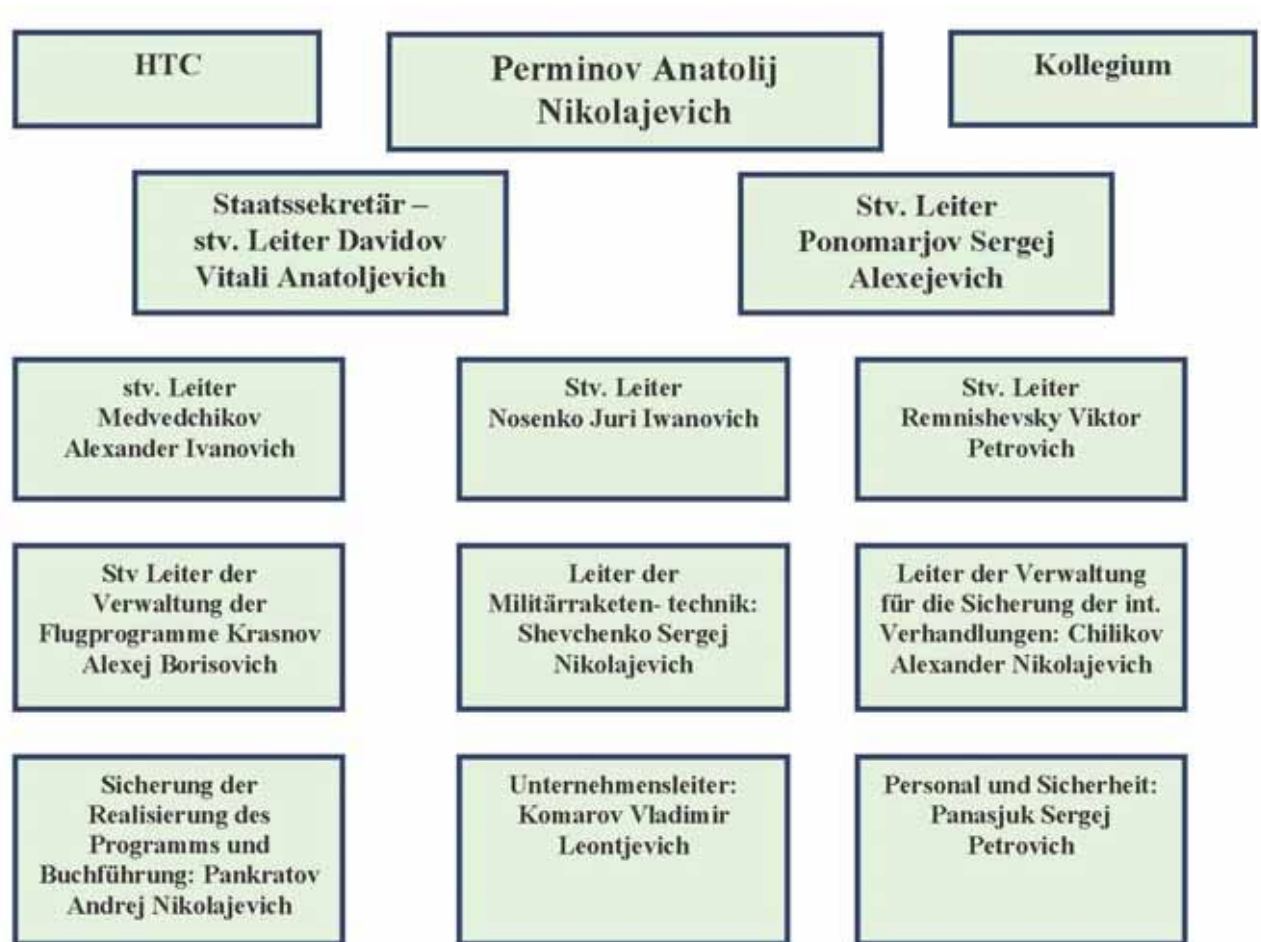 HTC
Perminov Anatolij
Nikolajevich
Kollegium
Staatssekretär –
stv. Leiter Davidov
Vitali Anatoljevich
Stv. Leiter
Ponomarjov Sergej
Alexejevich
stv. Leiter
Medvedchikov
Alexander Ivanovich
Stv. Leiter
Nosenko Juri Iwanovich
Stv. Leiter
Remnishevsky Viktor
Petrovich
Stv Leiter der
Verwaltung der
Flugprogramme Krasnov
Alexej Borisovich
Leiter der
Militärraketen- technik:
Shevchenko Sergej
Nikolajevich
Leiter der Verwaltung
für die Sicherung der int.
Verhandlungen: Chilikov
Alexander Nikolajevich
Sicherung der
Realisierung des
Programms und
Buchführung: Pankratov
Andrej Nikolajevich
Unternehmensleiter:
Komarov Vladimir
Leontjevich
Personal und Sicherheit:
Panasjuk Sergej
Petrovich